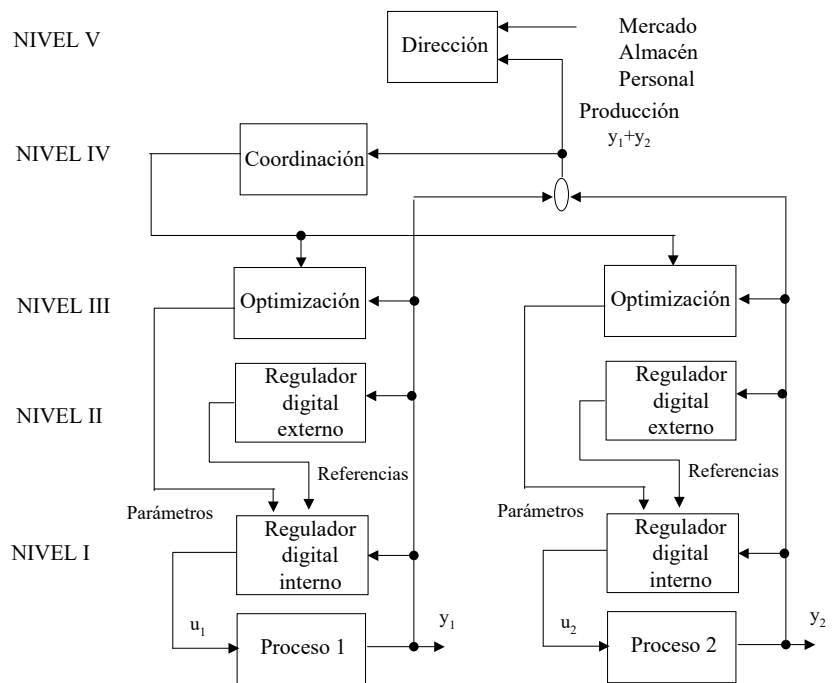 NIVEL V
Dirección
Mercado
Almacén
Personal
Producción
y1+y2
NIVEL IV
Coordinación
NIVEL III
Optimización
Optimización
NIVEL II
Regulador
digital
externo
Regulador
digital
externo
Referencias
Referencias
Parámetros
Parámetros
NIVEL I
Regulador
digital
interno
Regulador
digital
interno
u1
Proceso 1
y1
u2
Proceso 2
y2